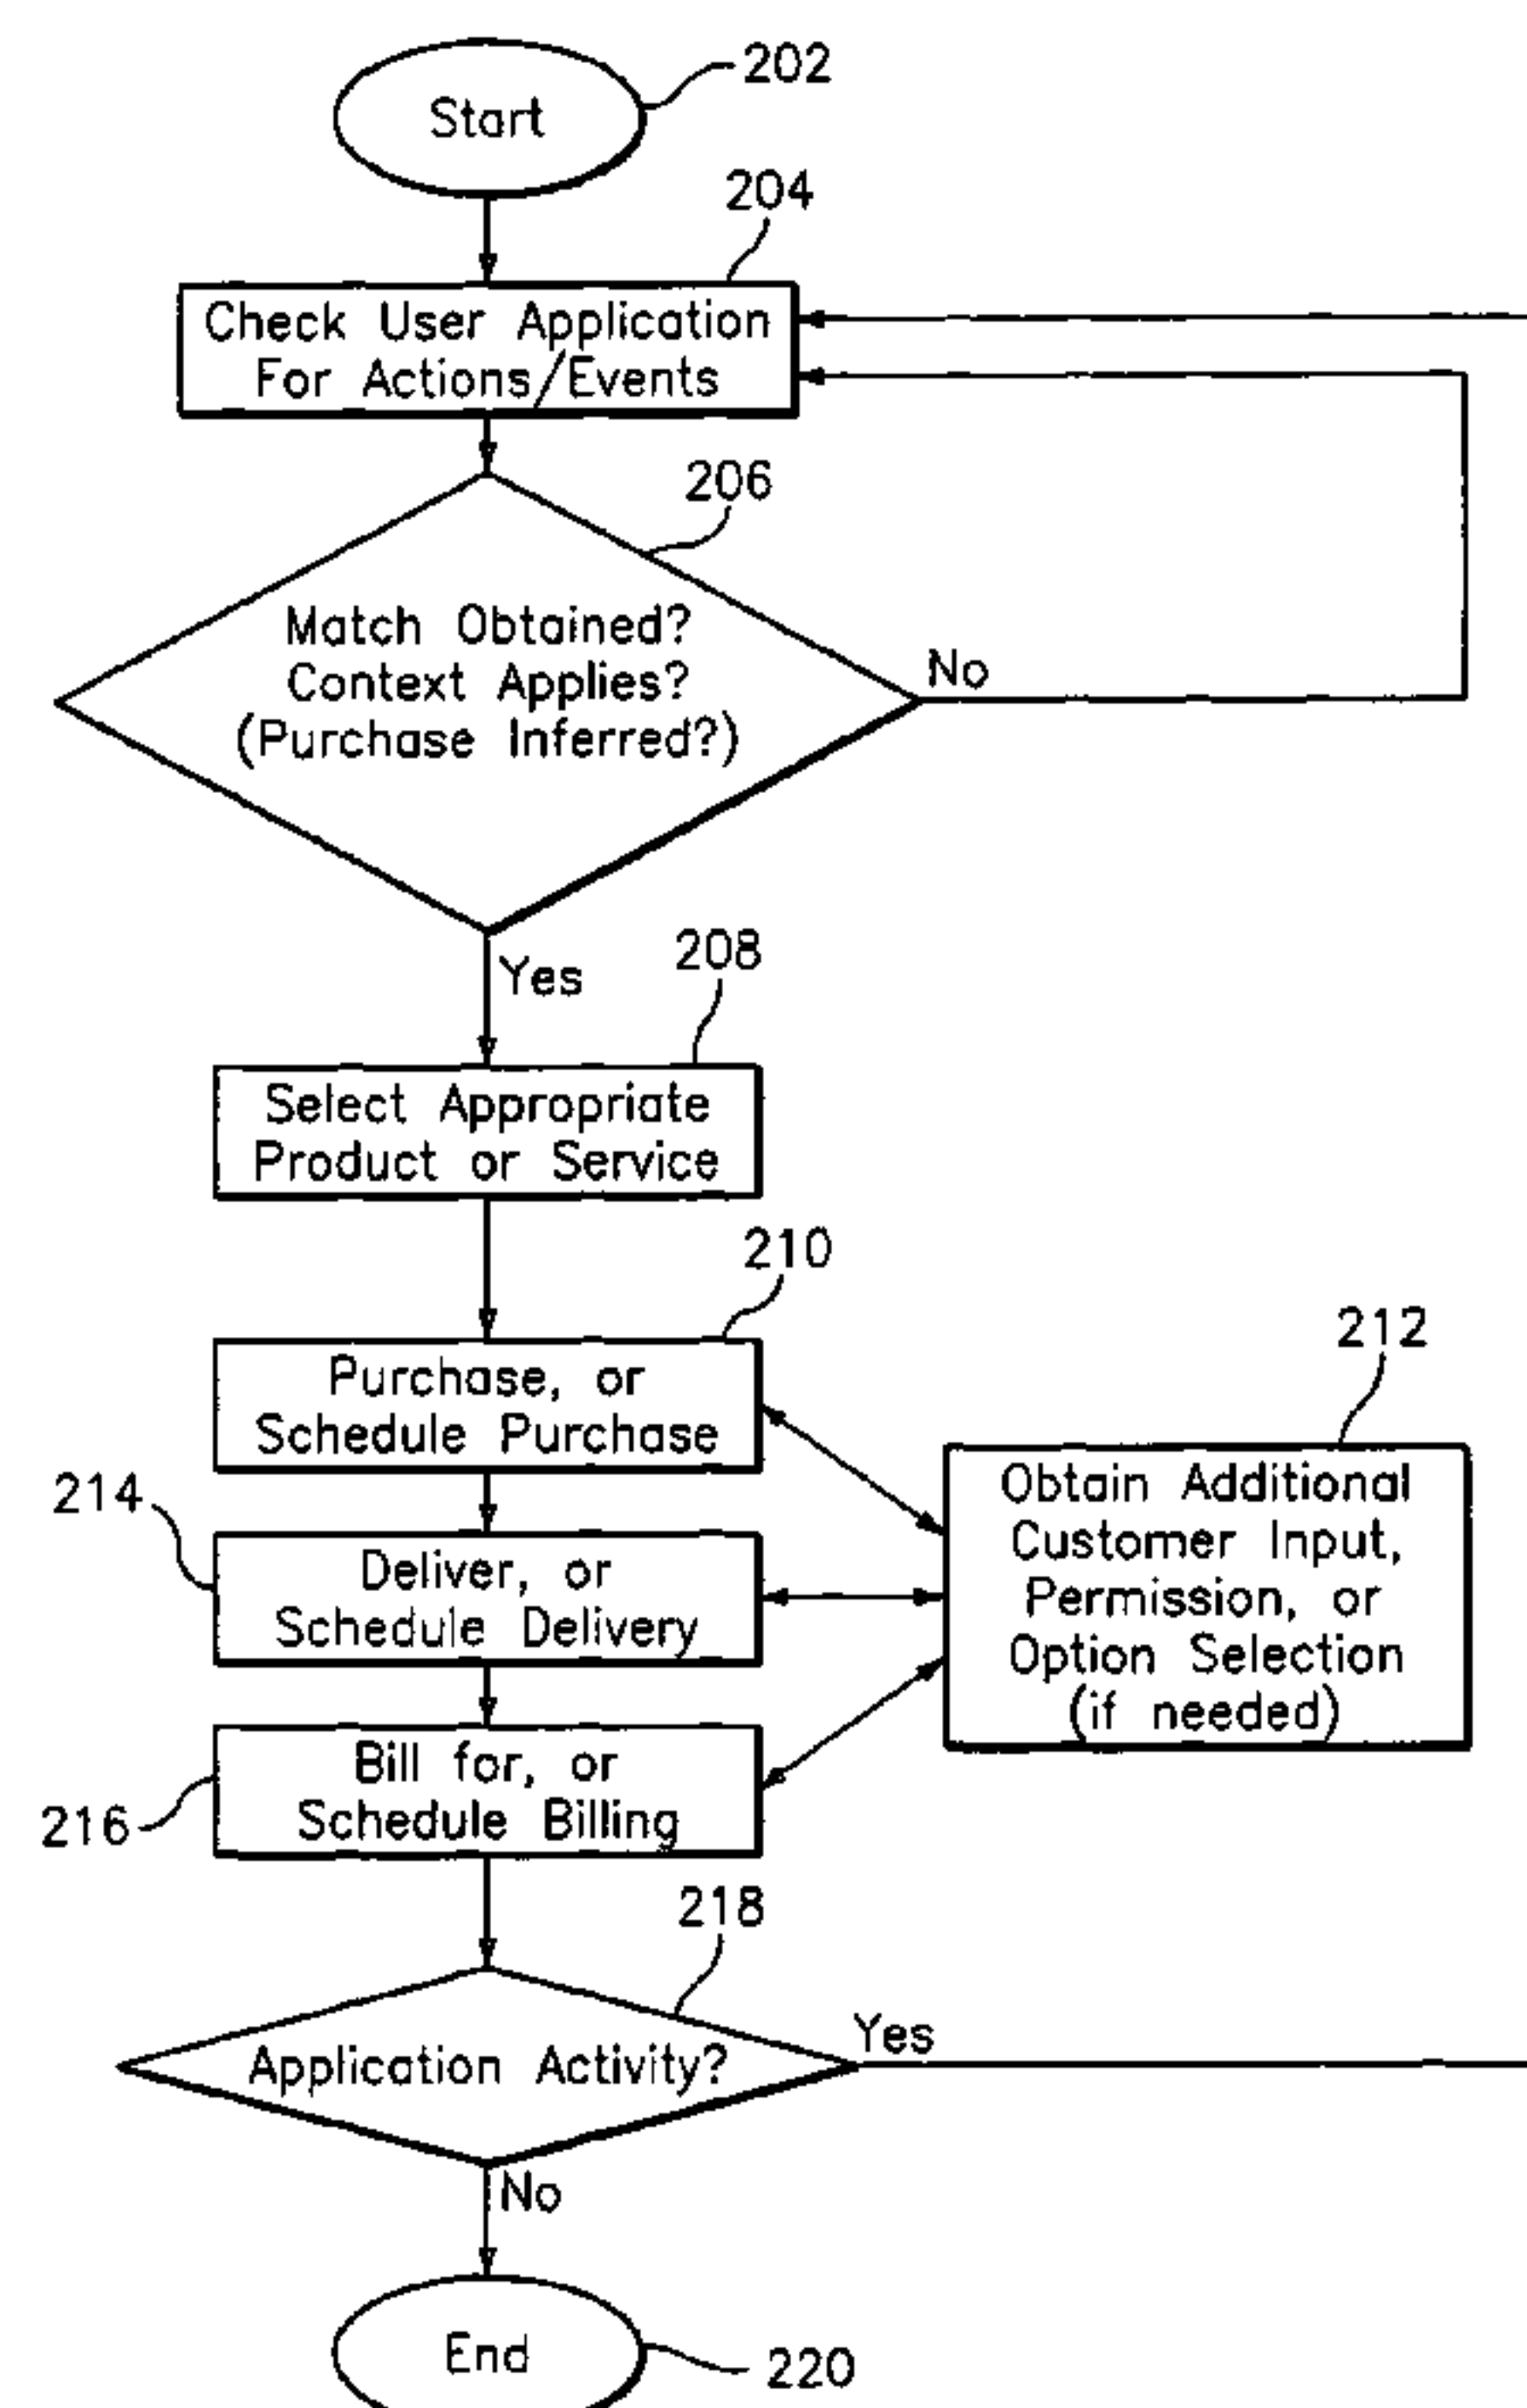 202
Start
204
Check User Application
For Actions/Events
206
Match Obtained?
Context Applies?
(Purchase Inferred?)
No
Yes
208
Select Appropriate
Product or Service
210
Purchase, or
Schedule Purchase
212
Obtain Additional
Customer Input,
Permission, or
Option Selection
(if needed)
214
Deliver, or
Schedule Delivery
Bill for, or
Schedule Billing
216
218
Application Activity?
Yes
No
End
220